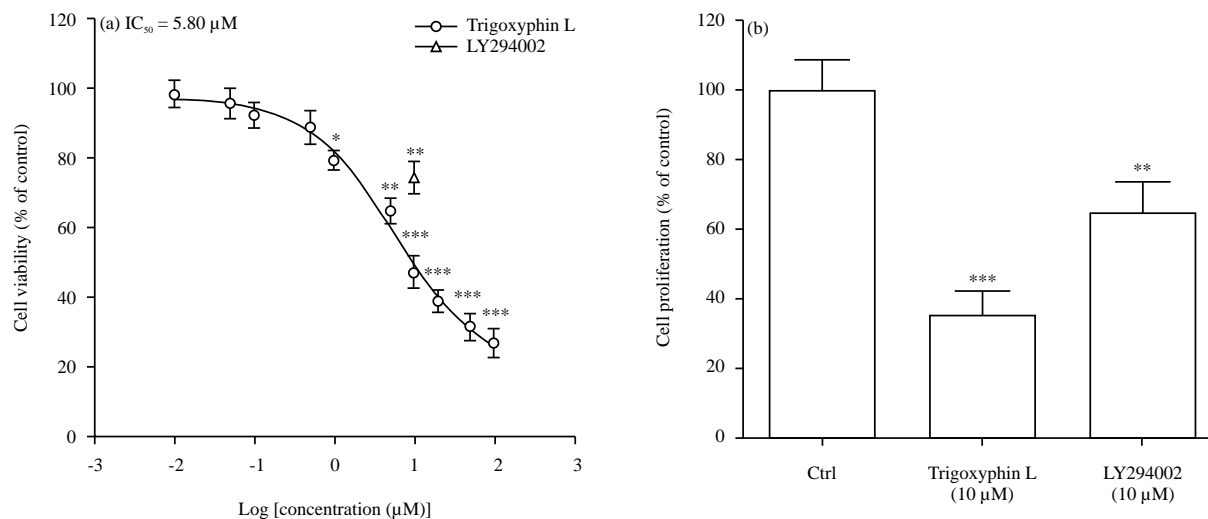 (a) IC50 = 5.80 µM
Trigoxyphin L
LY294002
120
100
80
60
40
20
0
Cell viability (% of control)
*
**
**
***
***
***
***
-3 -2 -1 0 1 2 3
Log [concentration (µM)]
(b)
120
100
80
60
40
20
0
Cell proliferation (% of control)
***
**
Ctrl
Trigoxyphin L
(10 µM)
LY294002
(10 µM)